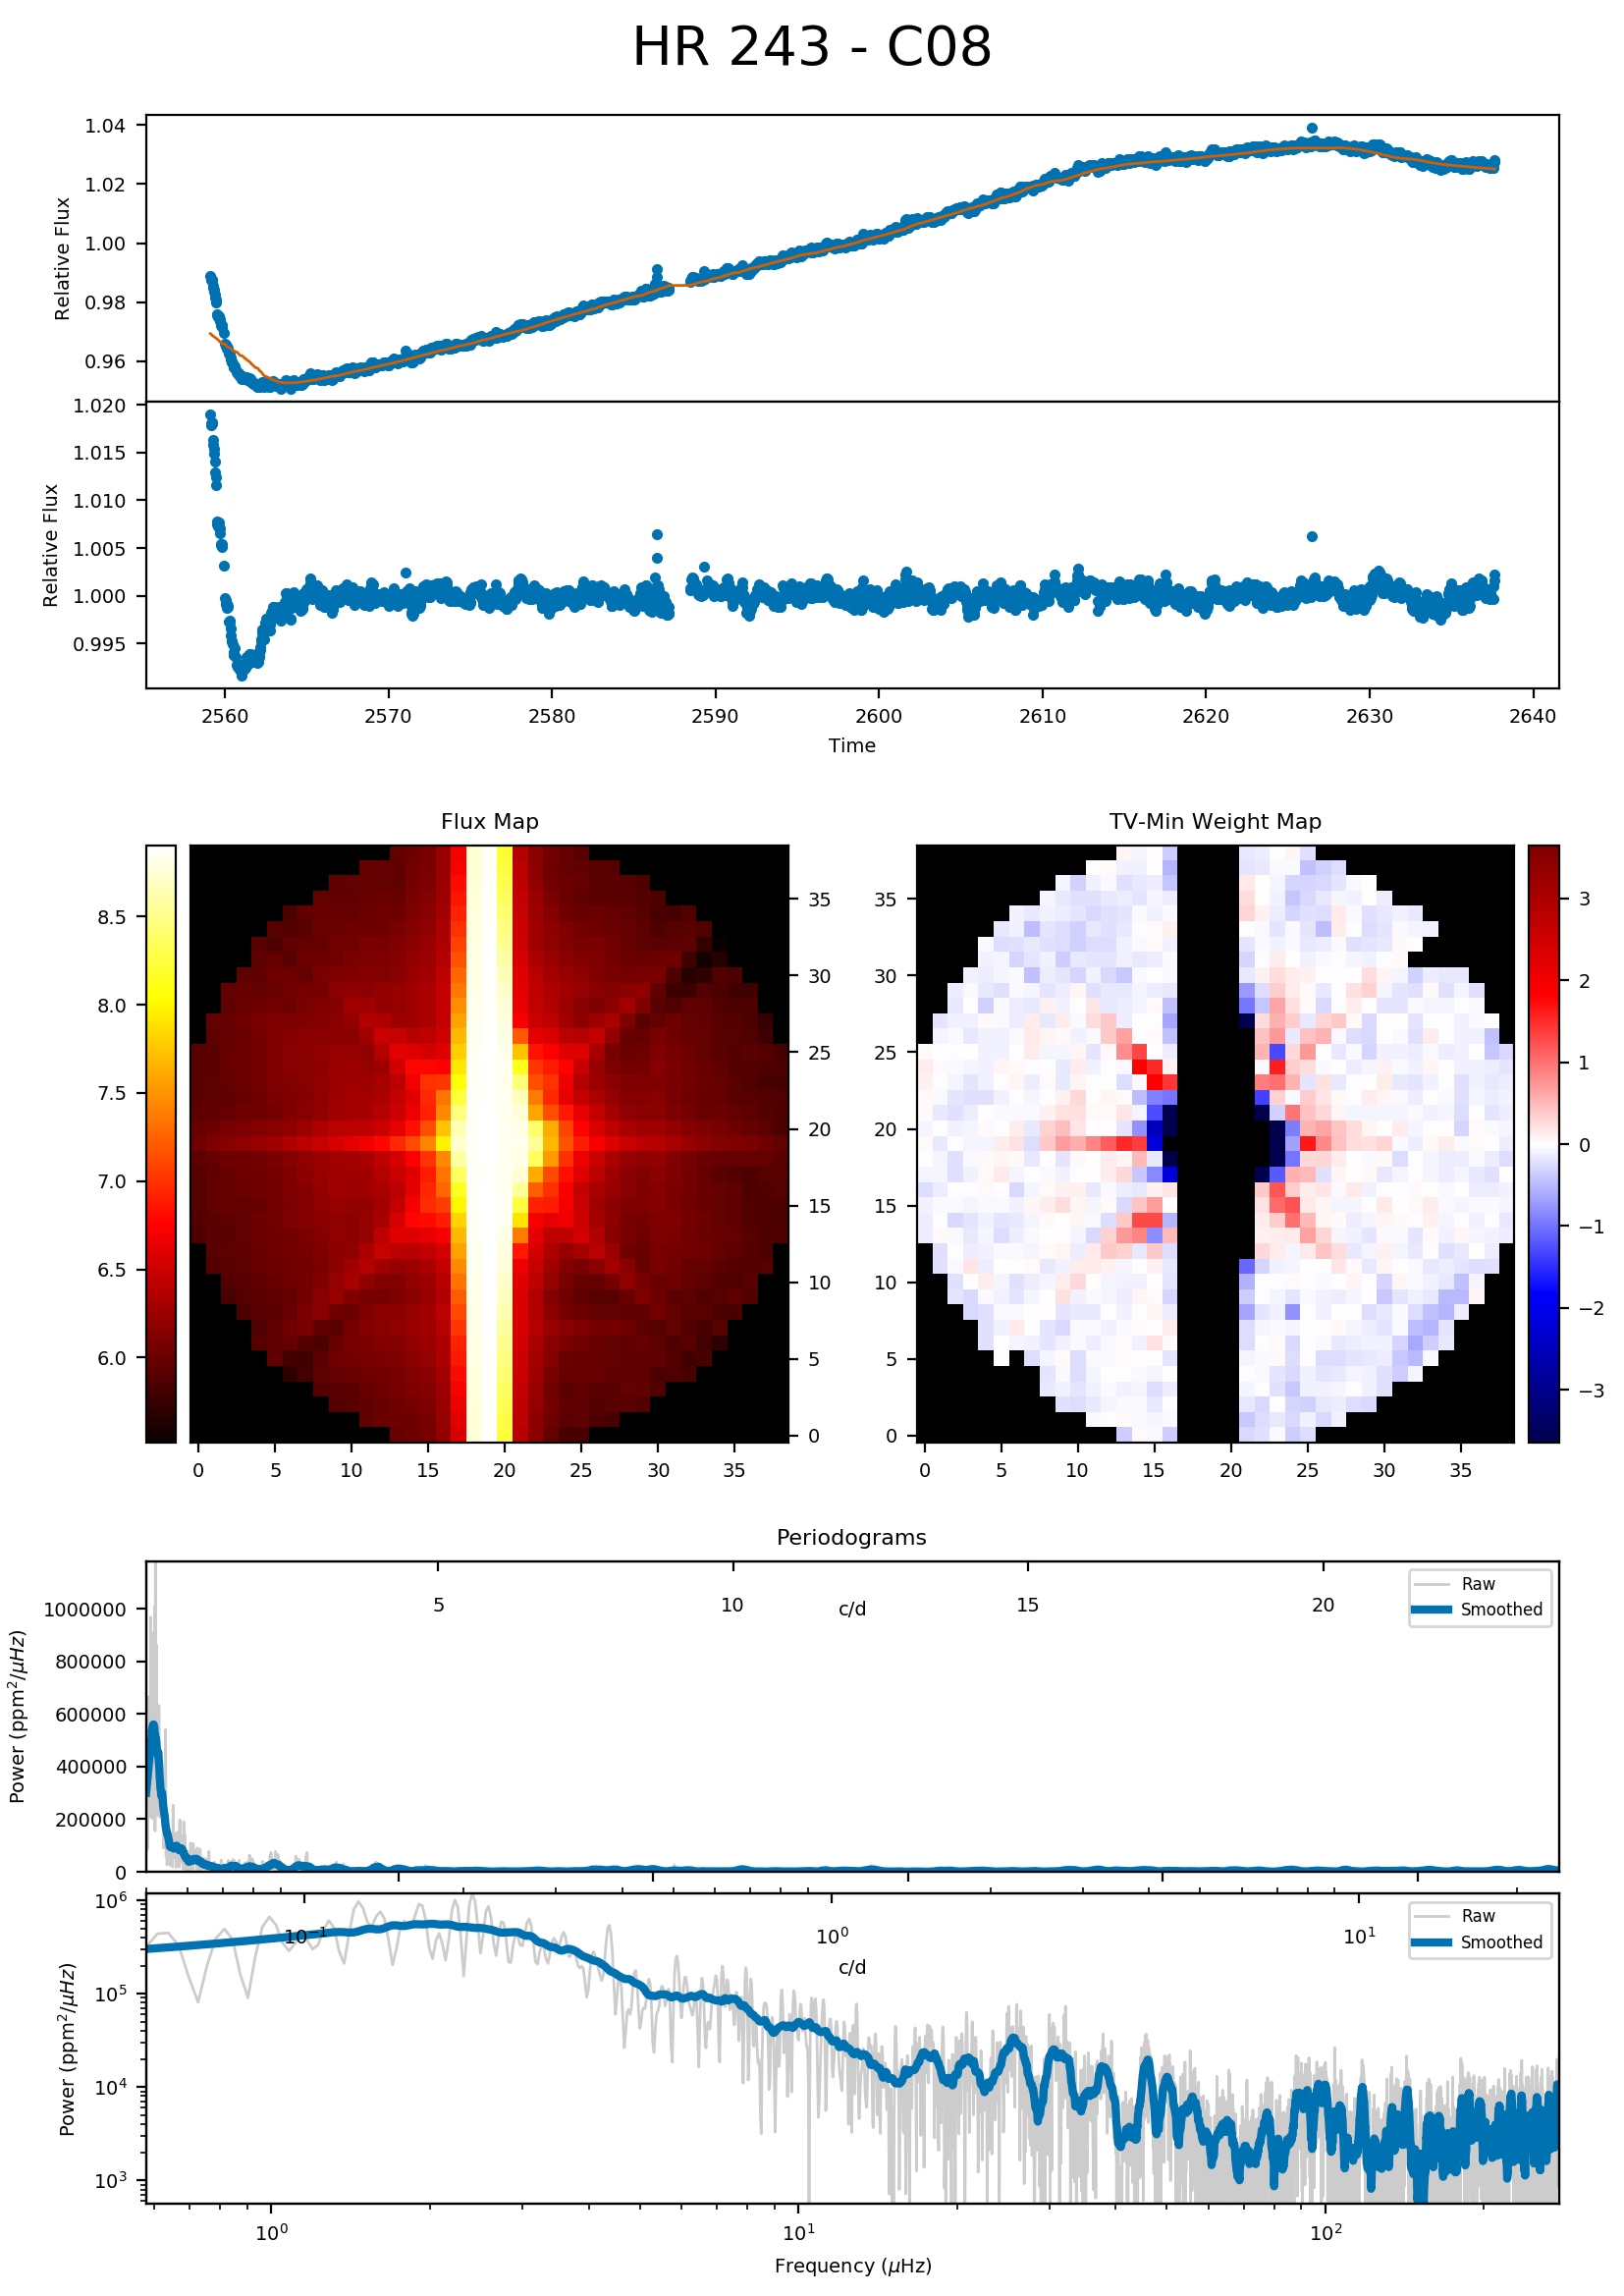 HR 243 - C08
1.04
1.02
1.00
0.98
0.96
Relative Flux
1.020
1.015
1.010
1.005
1.000
0.995
Relative Flux
2560 2570 2580 2590 2600 2610 2620 2630 2640
Time
Flux Map
8.5
8.0
7.5
7.0
6.5
6.0
35
30
25
20
15
10
5
0
0 5 10 15 20 25 30 35
TV-Min Weight Map
35
30
25
20
15
10
5
0
0 5 10 15 20 25 30 35
3
2
1
0
−1
−2
−3
Periodograms
Raw
Smoothed
5 10 15 20
c/d
1000000
800000
600000
400000
200000
0
Power (ppm²/μHz)
Raw
Smoothed
10⁻¹ 10⁰ 10¹
c/d
10⁶
10⁵
10⁴
10³
Power (ppm²/μHz)
10⁰ 10¹ 10²
Frequency (μHz)